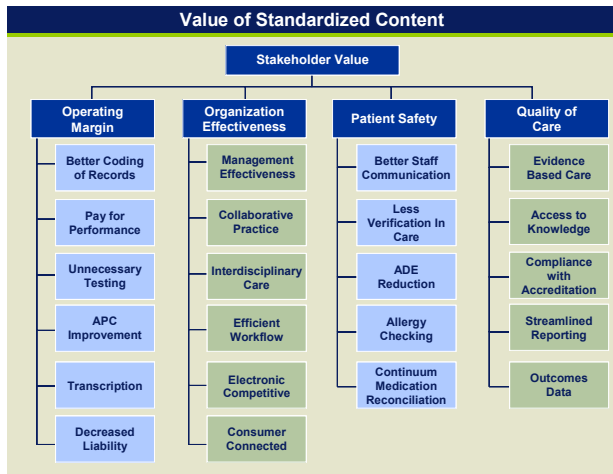 Value of Standardized Content
Stakeholder Value
Operating
Margin
Better Coding
of Records
Pay for
Performance
Unnecessary
Testing
APC
Improvement
Transcription
Decreased
Liability
Organization
Effectiveness
Management
Effectiveness
Collaborative
Practice
Interdisciplinary
Care
Efficient
Workflow
Electronic
Competitive
Consumer
Connected
Patient Safety
Better Staff
Communication
Less
Verification In
Care
ADE
Reduction
Allergy
Checking
Continuum
Medication
Reconciliation
Quality of
Care
Evidence
Based Care
Access to
Knowledge
Compliance
with
Accreditation
Streamlined
Reporting
Outcomes
Data